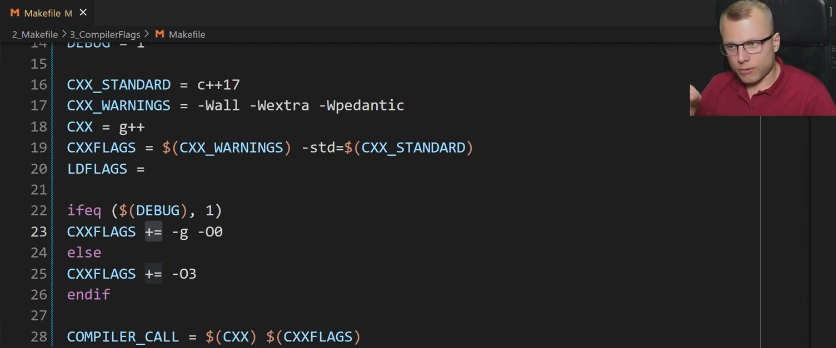 Makefile M ×
2_Makefile > 3_CompilerFlags > Makefile
14 DEBUG = 1
15
16 CXX_STANDARD = c++17
17 CXX_WARNINGS = -Wall -Wextra -Wpedantic
18 CXX = g++
19 CXXFLAGS = $(CXX_WARNINGS) -std=$(CXX_STANDARD)
20 LDFLAGS =
21
22 ifeq ($(DEBUG), 1)
23 CXXFLAGS += -g -O0
24 else
25 CXXFLAGS += -O3
26 endif
27
28 COMPILER_CALL = $(CXX) $(CXXFLAGS)